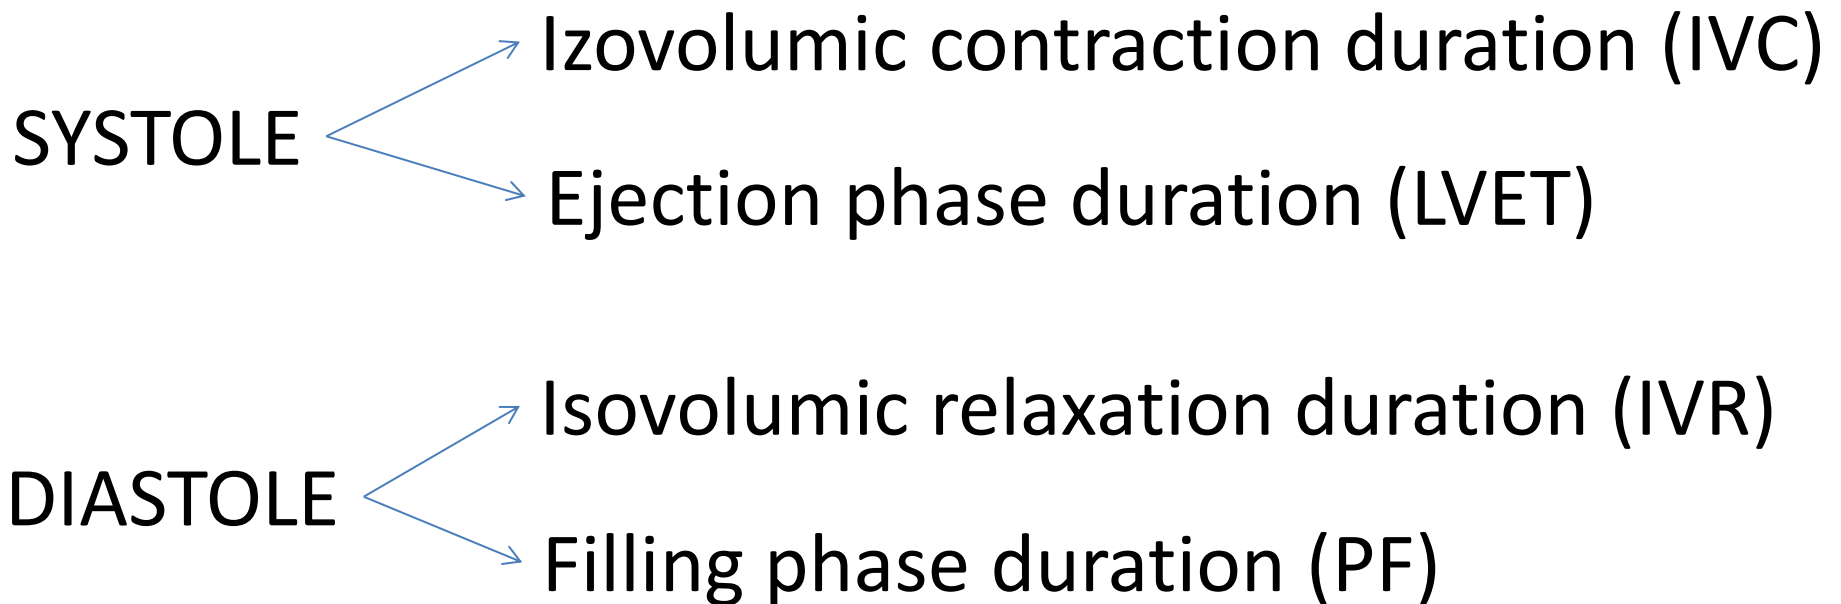 Izovolumic contraction duration (IVC)
SYSTOLE
Ejection phase duration (LVET)
Isovolumic relaxation duration (IVR)
DIASTOLE
Filling phase duration (PF)